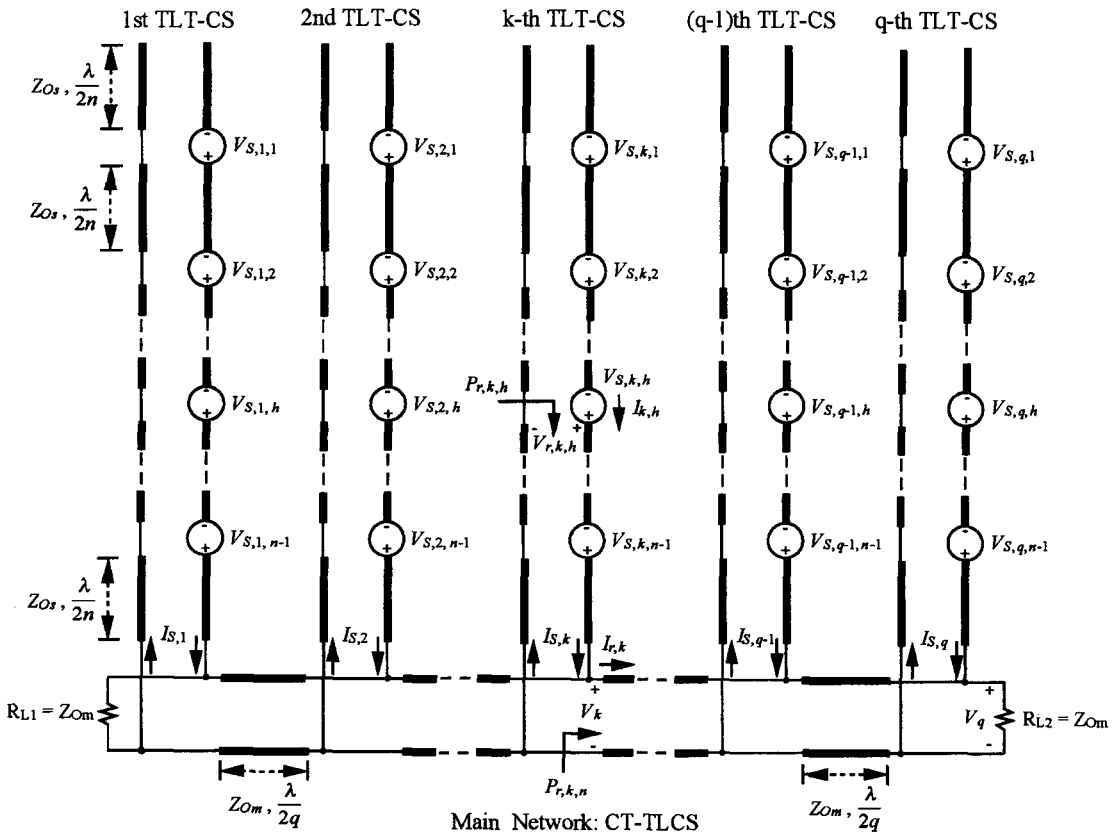 1st TLT-CS 2nd TLT-CS k-th TLT-CS (q-1)th TLT-CS q-th TLT-CS
Z_Os , λ/2n
- + V_S,1,1 - + V_S,2,1 - + V_S,k,1 - + V_S,q-1,1 - + V_S,q,1
Z_Os , λ/2n
- + V_S,1,2 - + V_S,2,2 - + V_S,k,2 - + V_S,q-1,2 - + V_S,q,2
P_r,k,h V_S,k,h
- + V_S,1,h - + V_S,2,h - + I_k,h - + V_S,q-1,h - + V_S,q,h
- V_r,k,h +
- + V_S,1,n-1 - + V_S,2,n-1 - + V_S,k,n-1 - + V_S,q-1,n-1 - + V_S,q,n-1
Z_Os , λ/2n
I_S,1 I_S,2 I_S,k I_r,k I_S,q-1 I_S,q
R_L1 = Z_Om + V_k - + V_q - R_L2 = Z_Om
Z_Om , λ/2q P_r,k,n Z_Om , λ/2q
Main Network: CT-TLCS